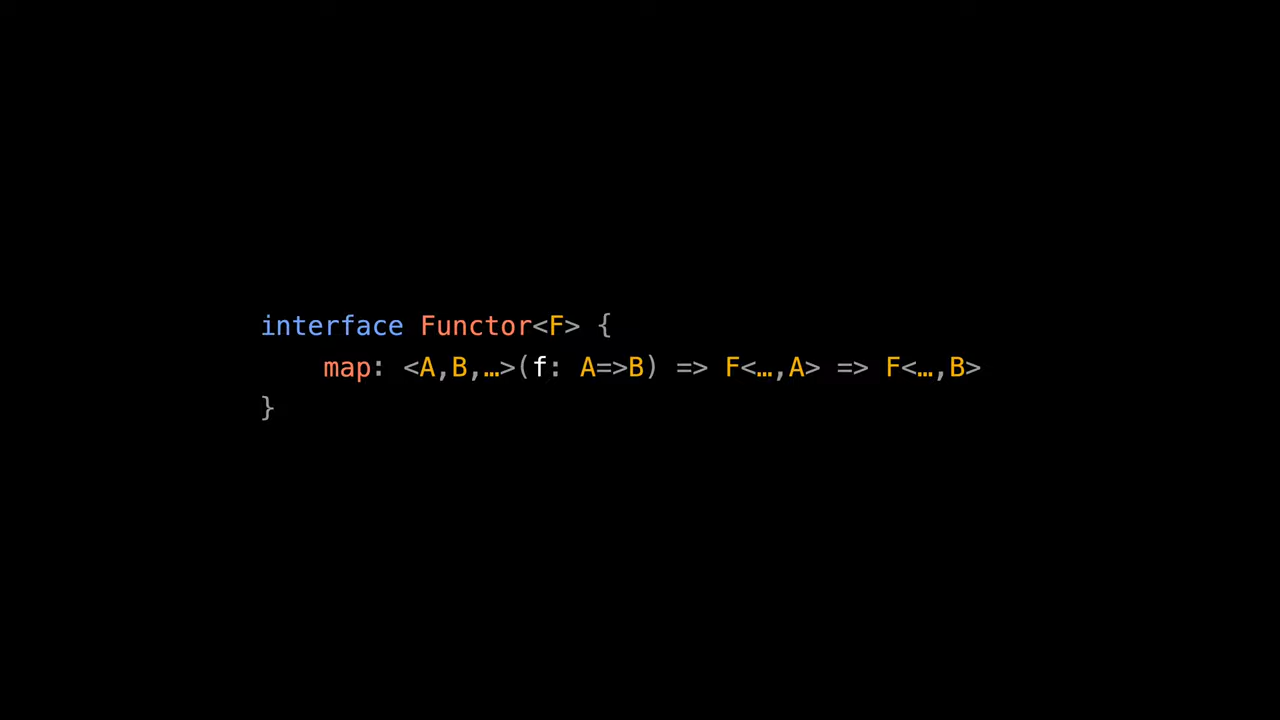 interface Functor<F> {
    map: <A,B,…>(f: A=>B) => F<…,A> => F<…,B>
}